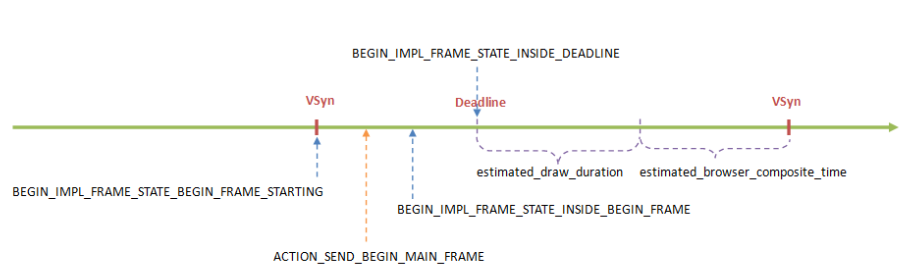 BEGIN_IMPL_FRAME_STATE_INSIDE_DEADLINE
VSyn
Deadline
VSyn
estimated_draw_duration
estimated_browser_composite_time
BEGIN_IMPL_FRAME_STATE_BEGIN_FRAME_STARTING
BEGIN_IMPL_FRAME_STATE_INSIDE_BEGIN_FRAME
ACTION_SEND_BEGIN_MAIN_FRAME